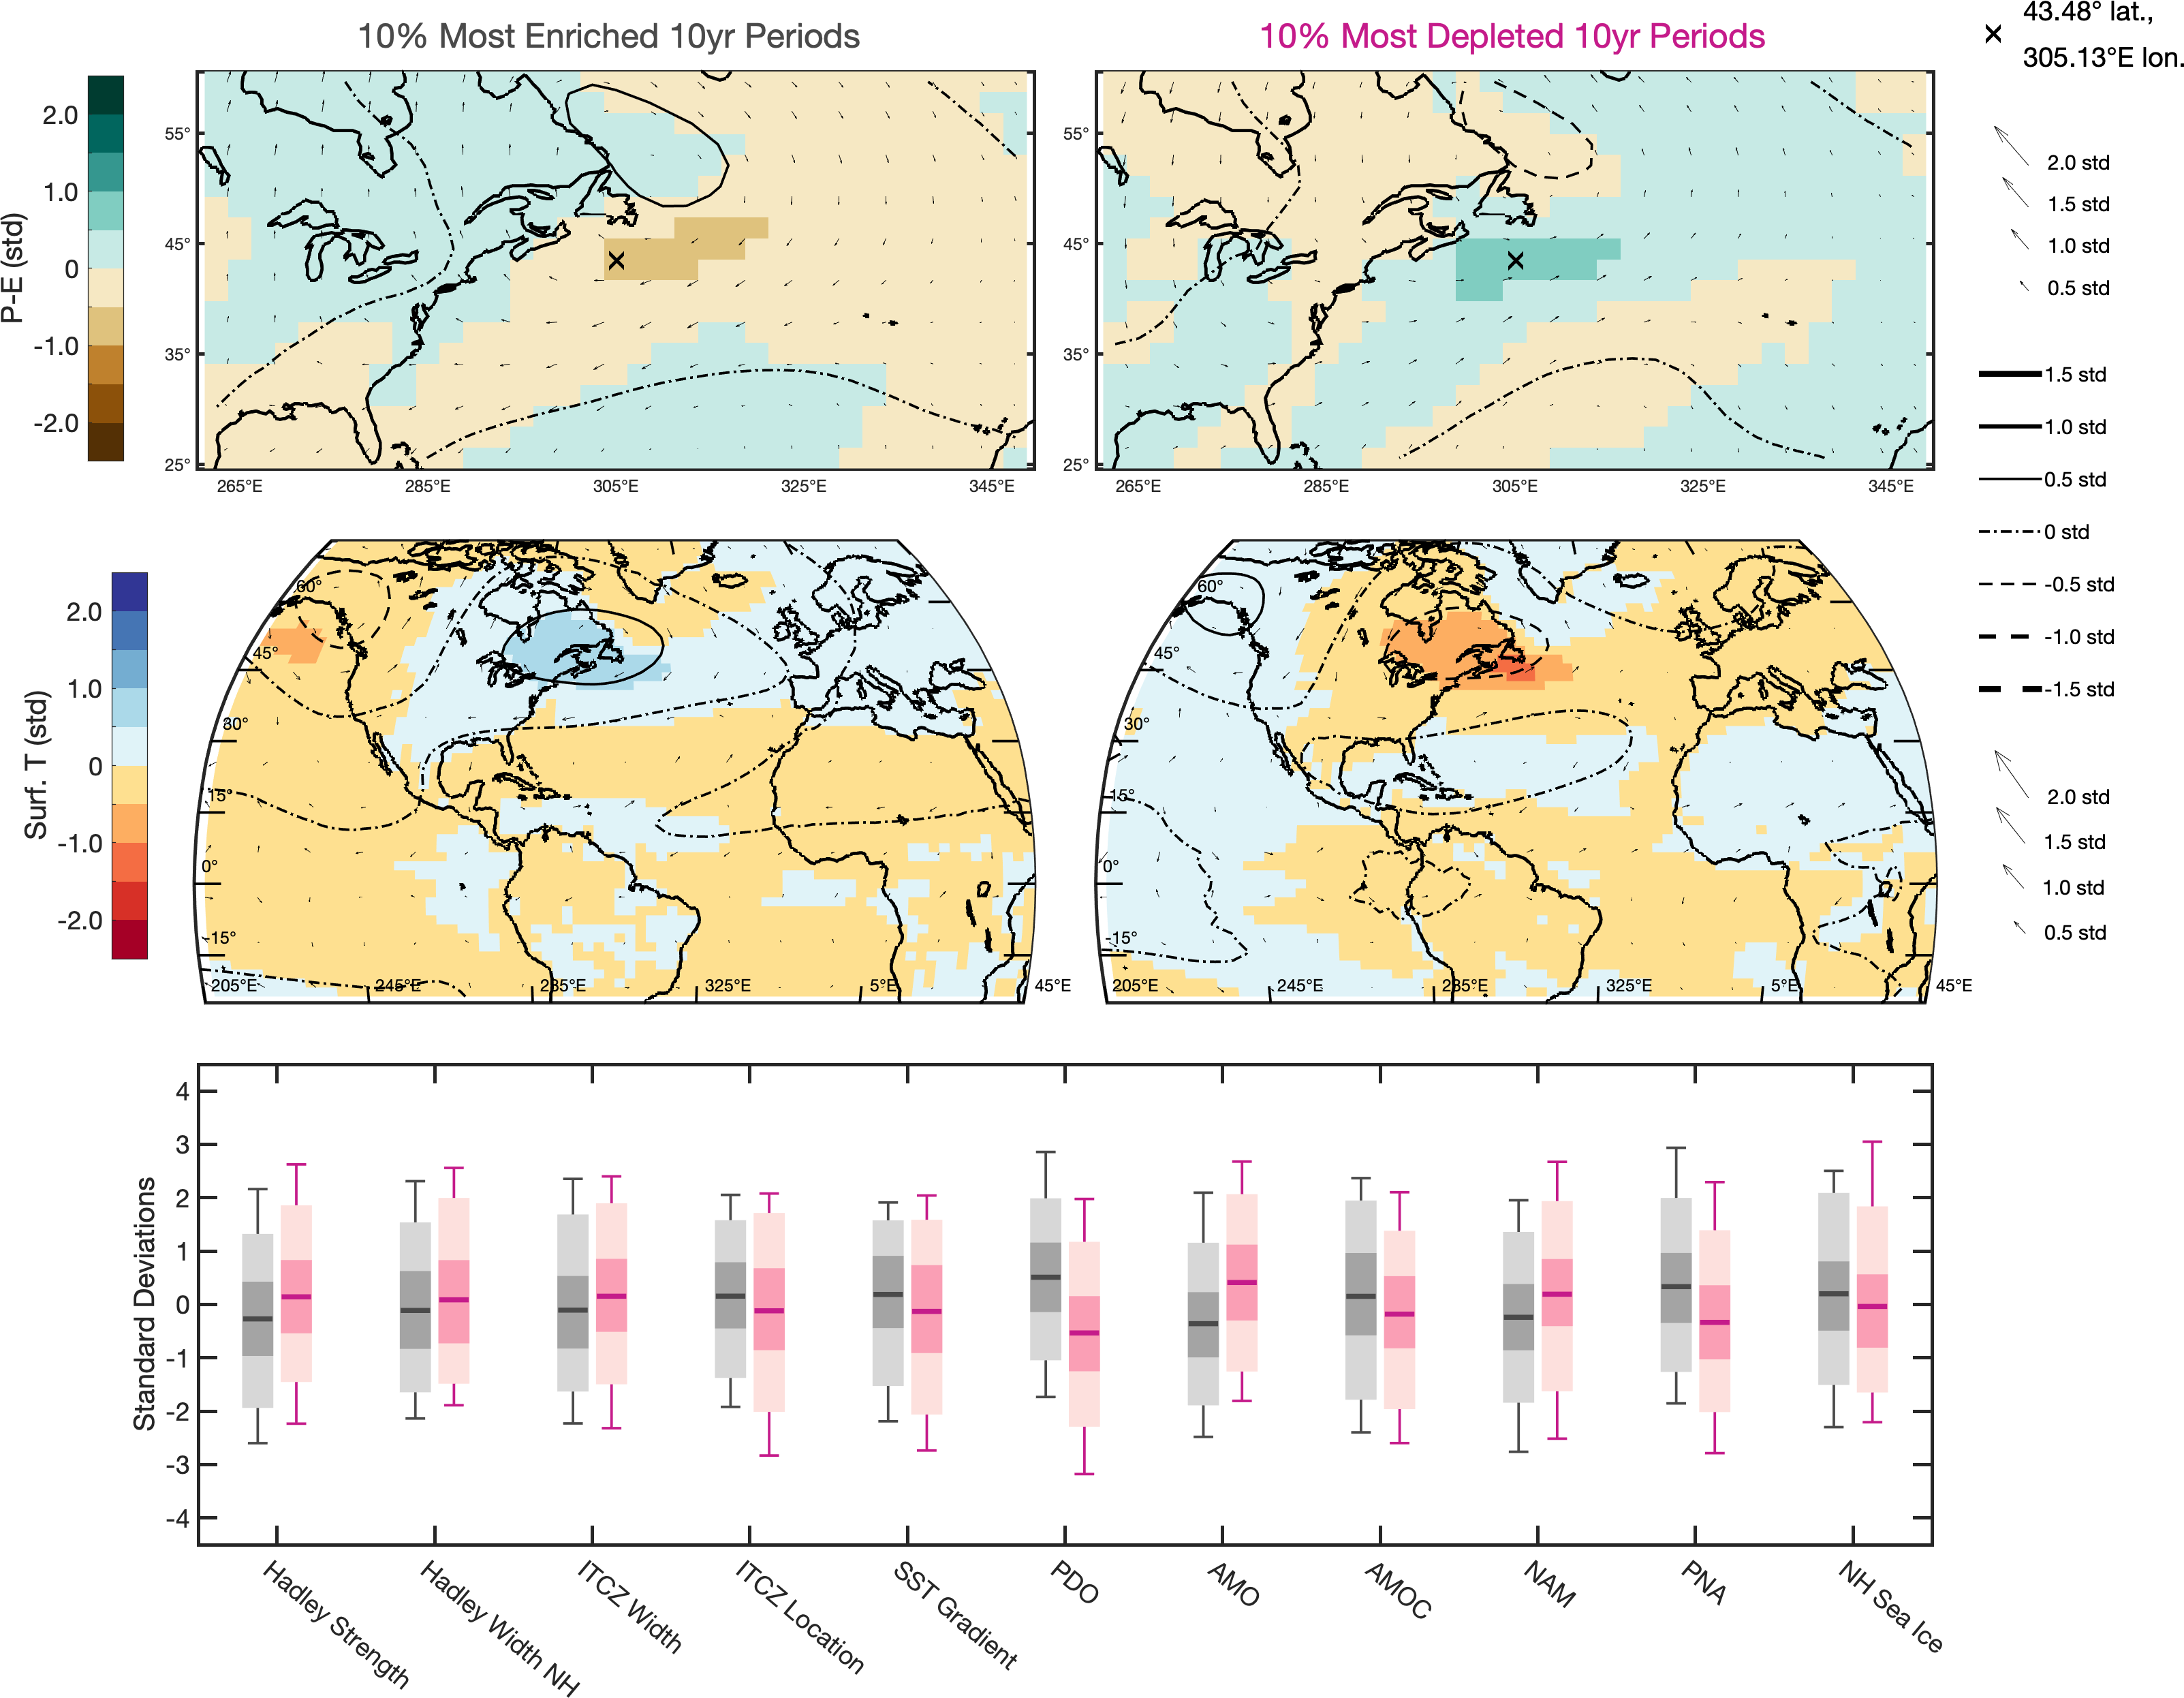 10% Most Enriched 10yr Periods
10% Most Depleted 10yr Periods
43.48° lat.,
305.13°E lon.
P-E (std)
2.0
1.0
0
-1.0
-2.0
55°
45°
35°
25°
265°E 285°E 305°E 325°E 345°E
55°
45°
35°
25°
265°E 285°E 305°E 325°E 345°E
2.0 std
1.5 std
1.0 std
0.5 std
1.5 std
1.0 std
0.5 std
0 std
-0.5 std
-1.0 std
-1.5 std
Surf. T (std)
2.0
1.0
0
-1.0
-2.0
60°
45°
30°
15°
0°
-15°
205°E 245°E 285°E 325°E 5°E 45°E
60°
45°
30°
15°
0°
-15°
205°E 245°E 285°E 325°E 5°E 45°E
2.0 std
1.5 std
1.0 std
0.5 std
Standard Deviations
4
3
2
1
0
-1
-2
-3
-4
Hadley Strength
Hadley Width NH
ITCZ Width
ITCZ Location
SST Gradient
PDO
AMO
AMOC
NAM
PNA
NH Sea Ice